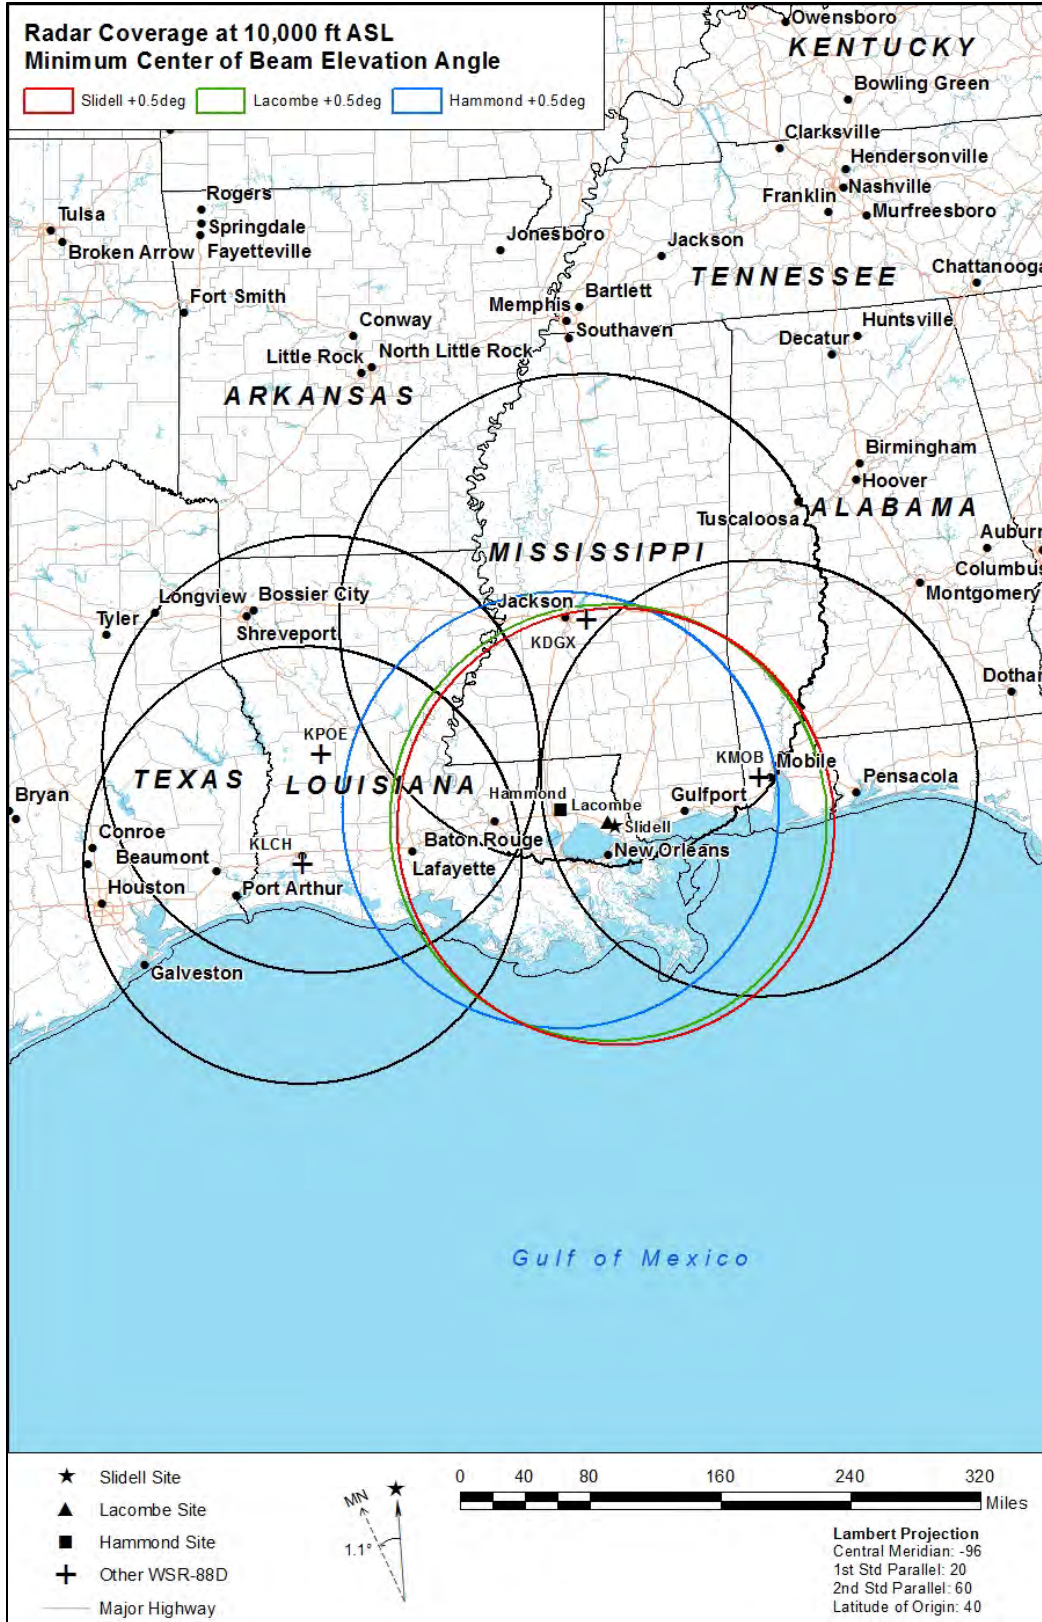 Radar Coverage at 10,000 ft ASL
Minimum Center of Beam Elevation Angle
Slidell +0.5deg Lacombe +0.5deg Hammond +0.5deg
Owensboro
KENTUCKY
Bowling Green
Clarksville
Hendersonville
Franklin Nashville
Murfreesboro
Rogers
Tulsa
Springdale
Broken Arrow Fayetteville
Jonesboro
Jackson
TENNESSEE
Chattanooga
Fort Smith
Memphis Bartlett
Conway
Southaven
Huntsville
Decatur
Little Rock North Little Rock
ARKANSAS
Birmingham
Hoover
Tuscaloosa ALABAMA
Auburn
MISSISSIPPI
Columbus
Montgomery
Longview Bossier City
Jackson
Tyler
Shreveport
KDGX
Dothan
KPOE
KMOB Mobile
TEXAS LOUISIANA
Pensacola
Bryan
Hammond Lacombe Gulfport
Slidell
Conroe
Baton Rouge
Beaumont KLCH
New Orleans
Lafayette
Houston Port Arthur
Galveston
Gulf of Mexico
Slidell Site
Lacombe Site
Hammond Site
Other WSR-88D
Major Highway
MN
1.1°
0 40 80 160 240 320
Miles
Lambert Projection
Central Meridian: -96
1st Std Parallel: 20
2nd Std Parallel: 60
Latitude of Origin: 40